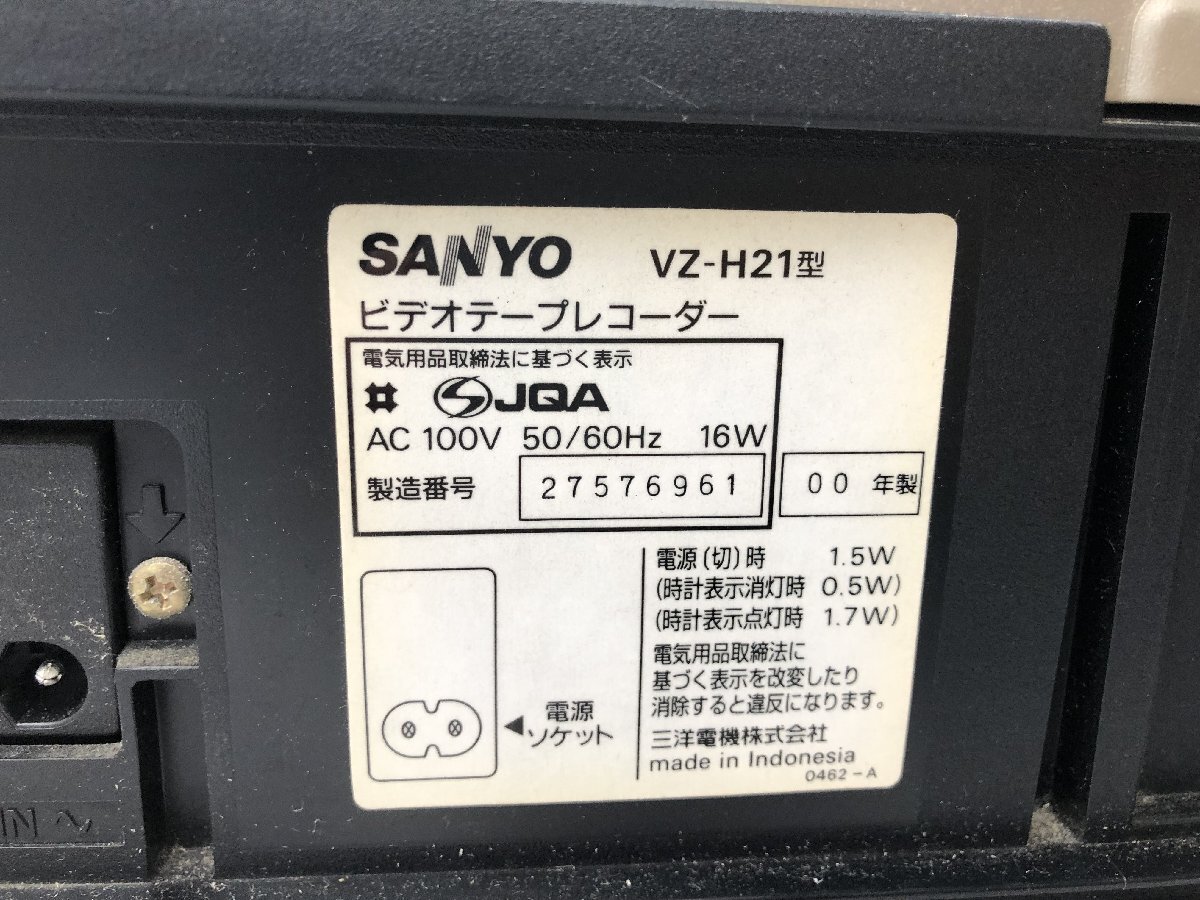 SANYO VZ-H21型
ビデオテープレコーダー
電気用品取締法に基づく表示
JQA
AC 100V 50/60Hz 16W
製造番号 27576961 00 年製
電源(切)時 1.5W
(時計表示消灯時 0.5W)
(時計表示点灯時 1.7W)
電気用品取締法に
基づく表示を改変したり
消除すると違反になります。
電源
ソケット
三洋電機株式会社
made in Indonesia
0462-A
IN ～